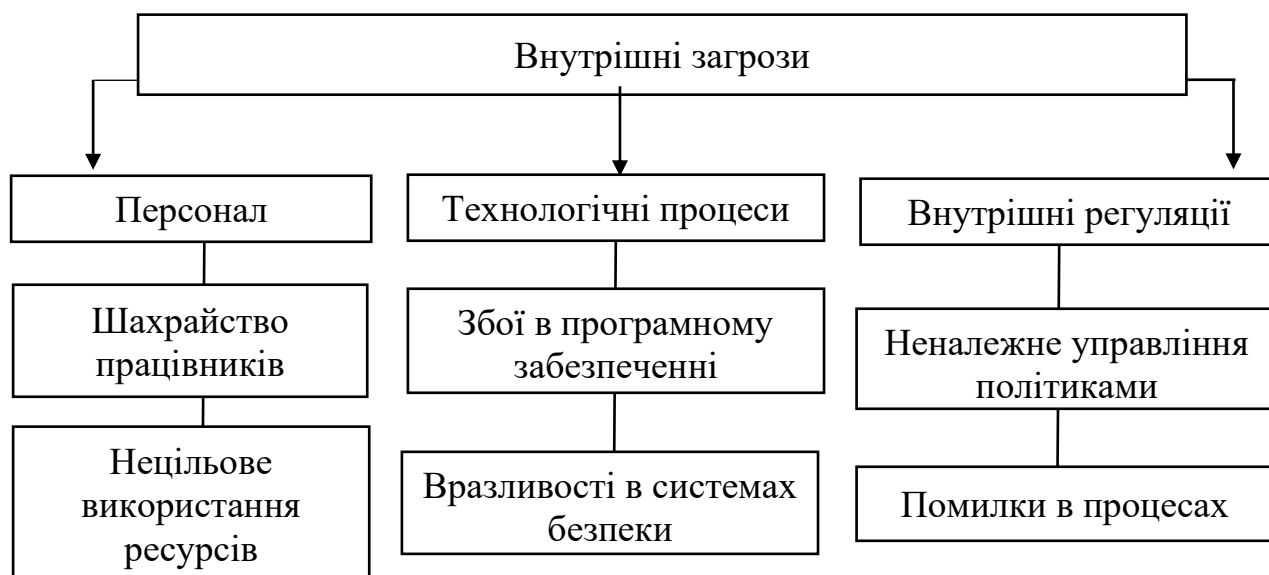 Внутрішні загрози
Персонал
Технологічні процеси
Внутрішні регуляції
Шахрайство
працівників
Збої в програмному
забезпеченні
Неналежне управління
політиками
Нецільове
використання
ресурсів
Вразливості в системах
безпеки
Помилки в процесах